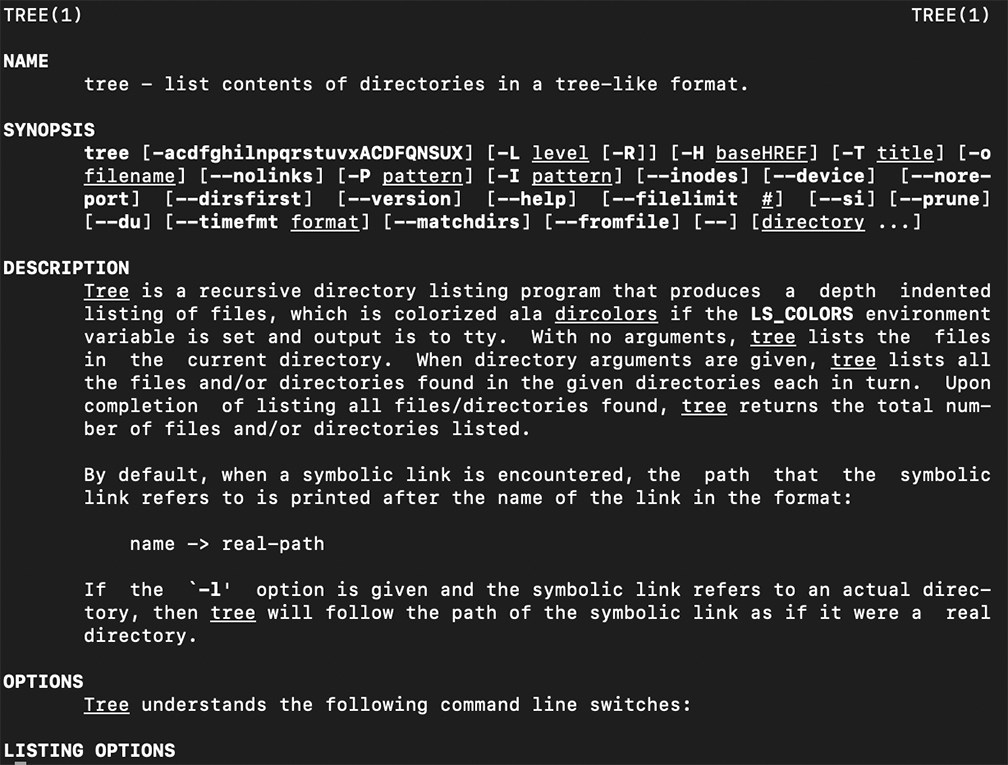 TREE(1) TREE(1)
NAME
tree - list contents of directories in a tree-like format.
SYNOPSIS
tree [-acdfghilnpqrstuvxACDFQNSUX] [-L level [-R]] [-H baseHREF] [-T title] [-o
filename] [--nolinks] [-P pattern] [-I pattern] [--inodes] [--device] [--nore-
port] [--dirsfirst] [--version] [--help] [--filelimit #] [--si] [--prune]
[--du] [--timefmt format] [--matchdirs] [--fromfile] [--] [directory ...]
DESCRIPTION
Tree is a recursive directory listing program that produces a depth indented
listing of files, which is colorized ala dircolors if the LS_COLORS environment
variable is set and output is to tty. With no arguments, tree lists the files
in the current directory. When directory arguments are given, tree lists all
the files and/or directories found in the given directories each in turn. Upon
completion of listing all files/directories found, tree returns the total num-
ber of files and/or directories listed.
By default, when a symbolic link is encountered, the path that the symbolic
link refers to is printed after the name of the link in the format:
name -> real-path
If the `-l' option is given and the symbolic link refers to an actual direc-
tory, then tree will follow the path of the symbolic link as if it were a real
directory.
OPTIONS
Tree understands the following command line switches:
LISTING OPTIONS